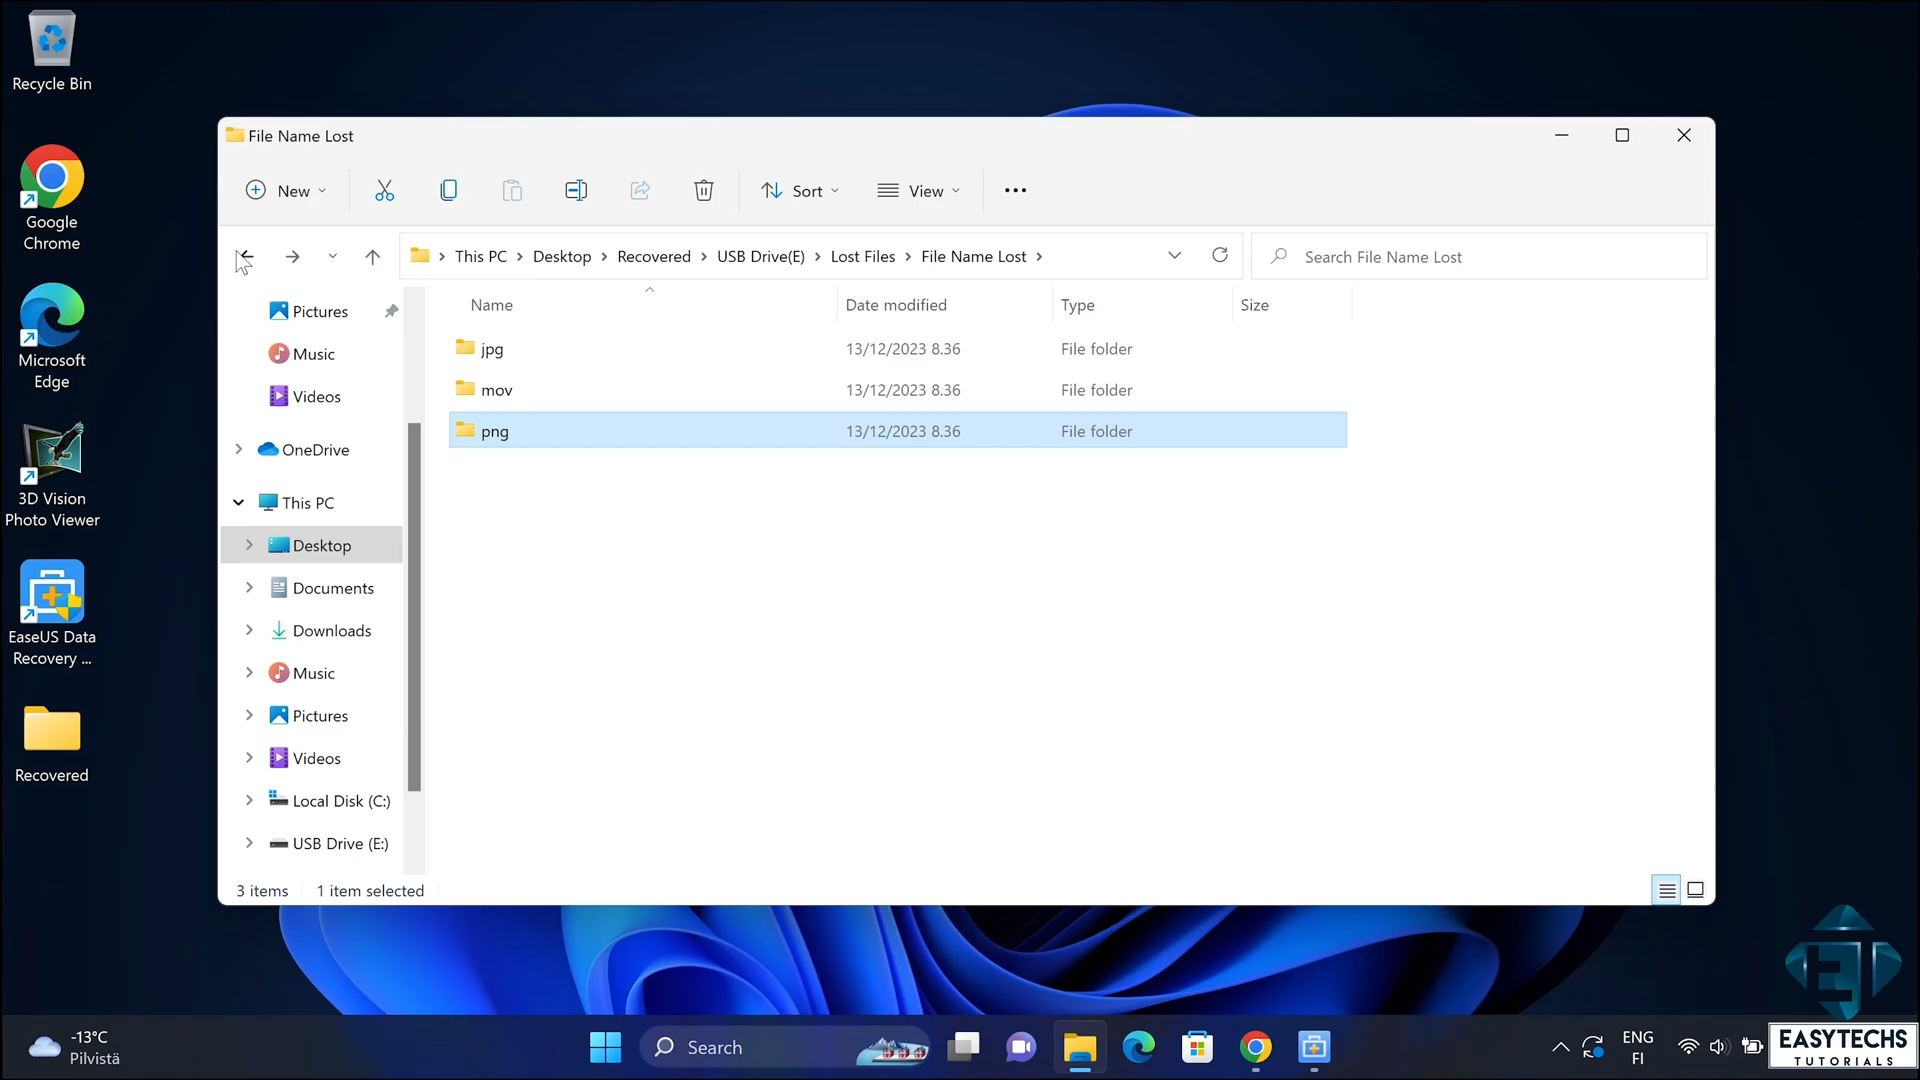 Recycle Bin
Google
Chrome
Microsoft
Edge
3D Vision
Photo Viewer
EaseUS Data
Recovery ...
Recovered
File Name Lost
New
Sort
View
This PC > Desktop > Recovered > USB Drive(E) > Lost Files > File Name Lost >
Search File Name Lost
Pictures
Music
Videos
OneDrive
This PC
Desktop
Documents
Downloads
Music
Pictures
Videos
Local Disk (C:)
USB Drive (E:)
Name Date modified Type Size
jpg 13/12/2023 8.36 File folder
mov 13/12/2023 8.36 File folder
png 13/12/2023 8.36 File folder
3 items 1 item selected
-13°C
Pilvistä
Search
ENG
FI
EASYTECHS
TUTORIALS